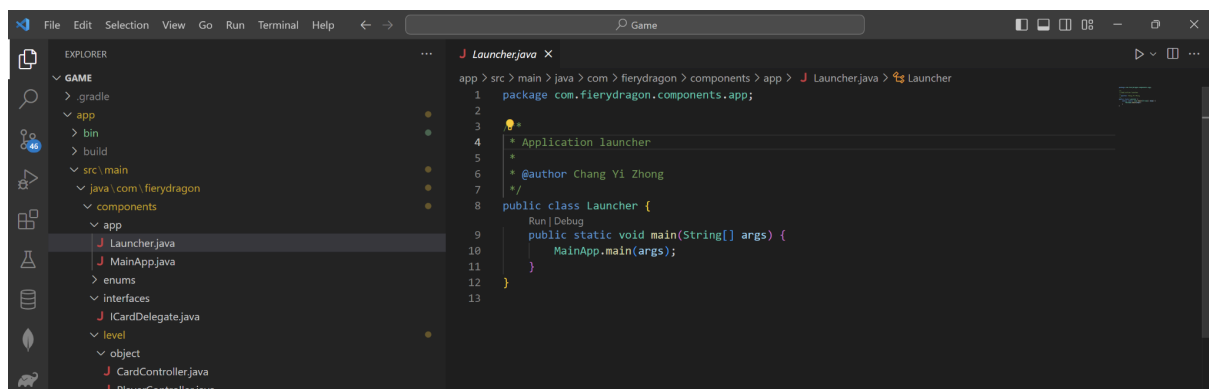 File Edit Selection View Go Run Terminal Help
Game
EXPLORER
GAME
.gradle
app
bin
build
src\main
java\com\fierydragon
components
app
Launcher.java
MainApp.java
enums
interfaces
ICardDelegate.java
level
object
CardController.java
PlayerController.java
46
Launcher.java
app > src > main > java > com > fierydragon > components > app > Launcher.java > Launcher
1 package com.fierydragon.components.app;
2
3 /**
4 * Application launcher
5 *
6 * @author Chang Yi Zhong
7 */
8 public class Launcher {
Run | Debug
9 public static void main(String[] args) {
10 MainApp.main(args);
11 }
12 }
13